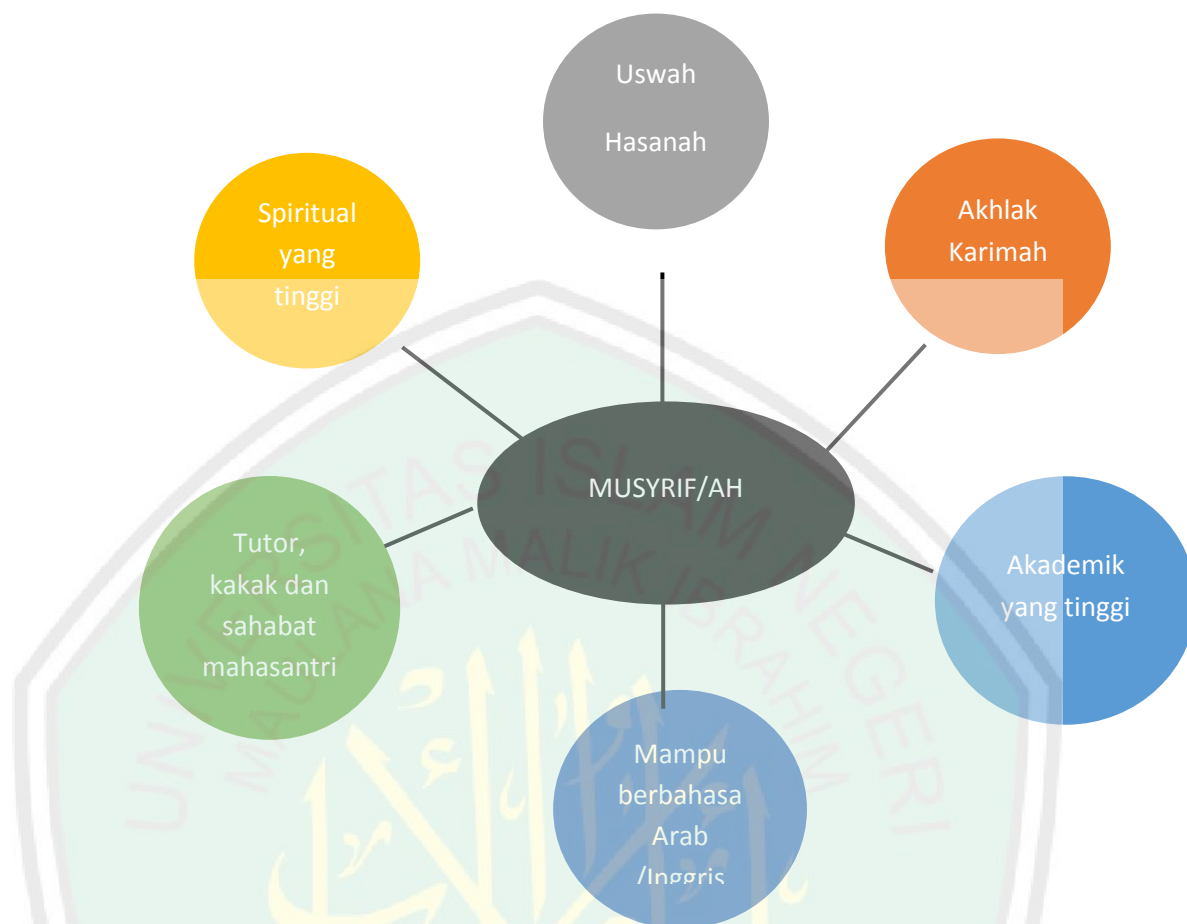 Uswah
Hasanah
Akhlak
Karimah
Spiritual
yang
tinggi
MUSYRIF/AH
Akademik
yang tinggi
Tutor,
kakak dan
sahabat
mahasantri
Mampu
berbahasa
Arab
/Inggris
UNIVERSITAS ISLAM NEGERI
MAULANA MALIK IBRAHIM